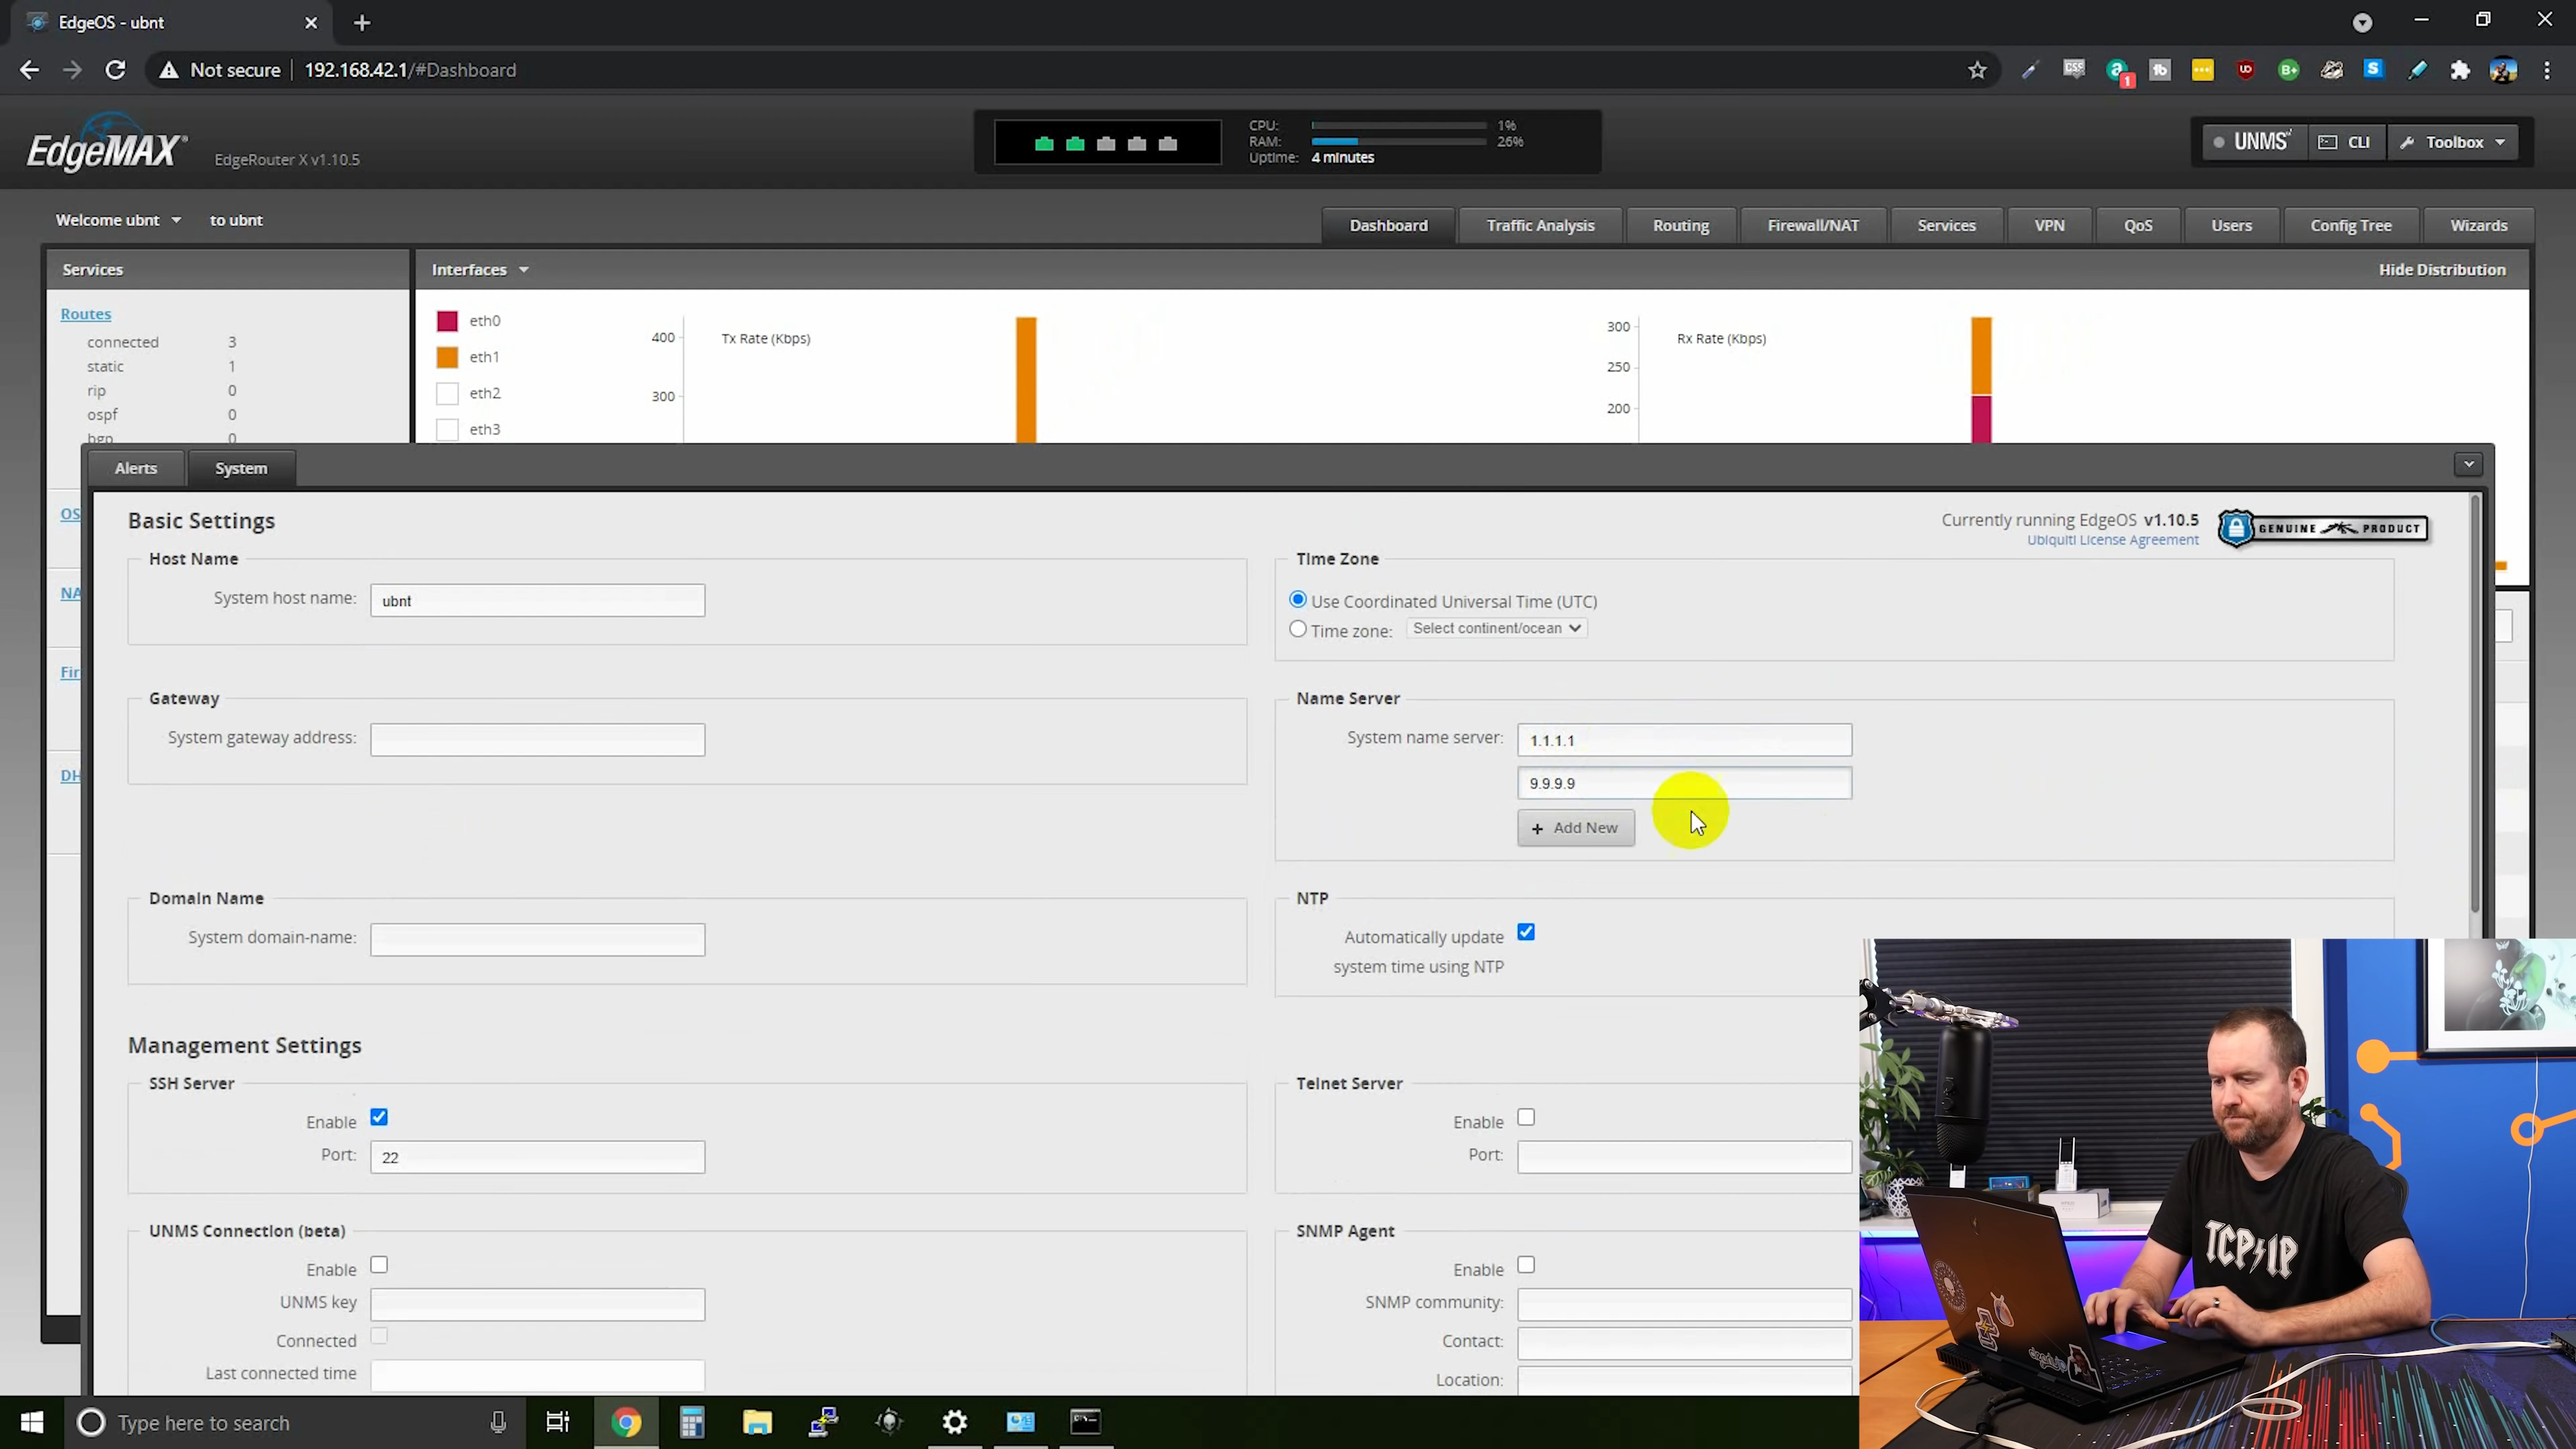 EdgeOS - ubnt
Not secure 192.168.42.1/#Dashboard
EdgeMAX® EdgeRouter X v1.10.5
CPU: 1%
RAM: 26%
Uptime: 4 minutes
UNMS CLI Toolbox
Welcome ubnt to ubnt
Dashboard Traffic Analysis Routing Firewall/NAT Services VPN QoS Users Config Tree Wizards
Services Interfaces Hide Distribution
Routes
connected 3
static 1
rip 0
ospf 0
bgp 0
eth0
eth1
eth2
eth3
Tx Rate (Kbps)
400
300
Rx Rate (Kbps)
300
250
200
OS
NA
Fir
DH
Alerts System
Basic Settings
Currently running EdgeOS v1.10.5
Ubiquiti License Agreement
GENUINE PRODUCT
Host Name
System host name: ubnt
Time Zone
Use Coordinated Universal Time (UTC)
Time zone: Select continent/ocean
Gateway
System gateway address:
Name Server
System name server: 1.1.1.1
9.9.9.9
+ Add New
Domain Name
System domain-name:
NTP
Automatically update
system time using NTP
Management Settings
SSH Server
Enable
Port: 22
Telnet Server
Enable
Port:
UNMS Connection (beta)
Enable
UNMS key
Connected
Last connected time
SNMP Agent
Enable
SNMP community:
Contact:
Location:
TCP IP
Type here to search